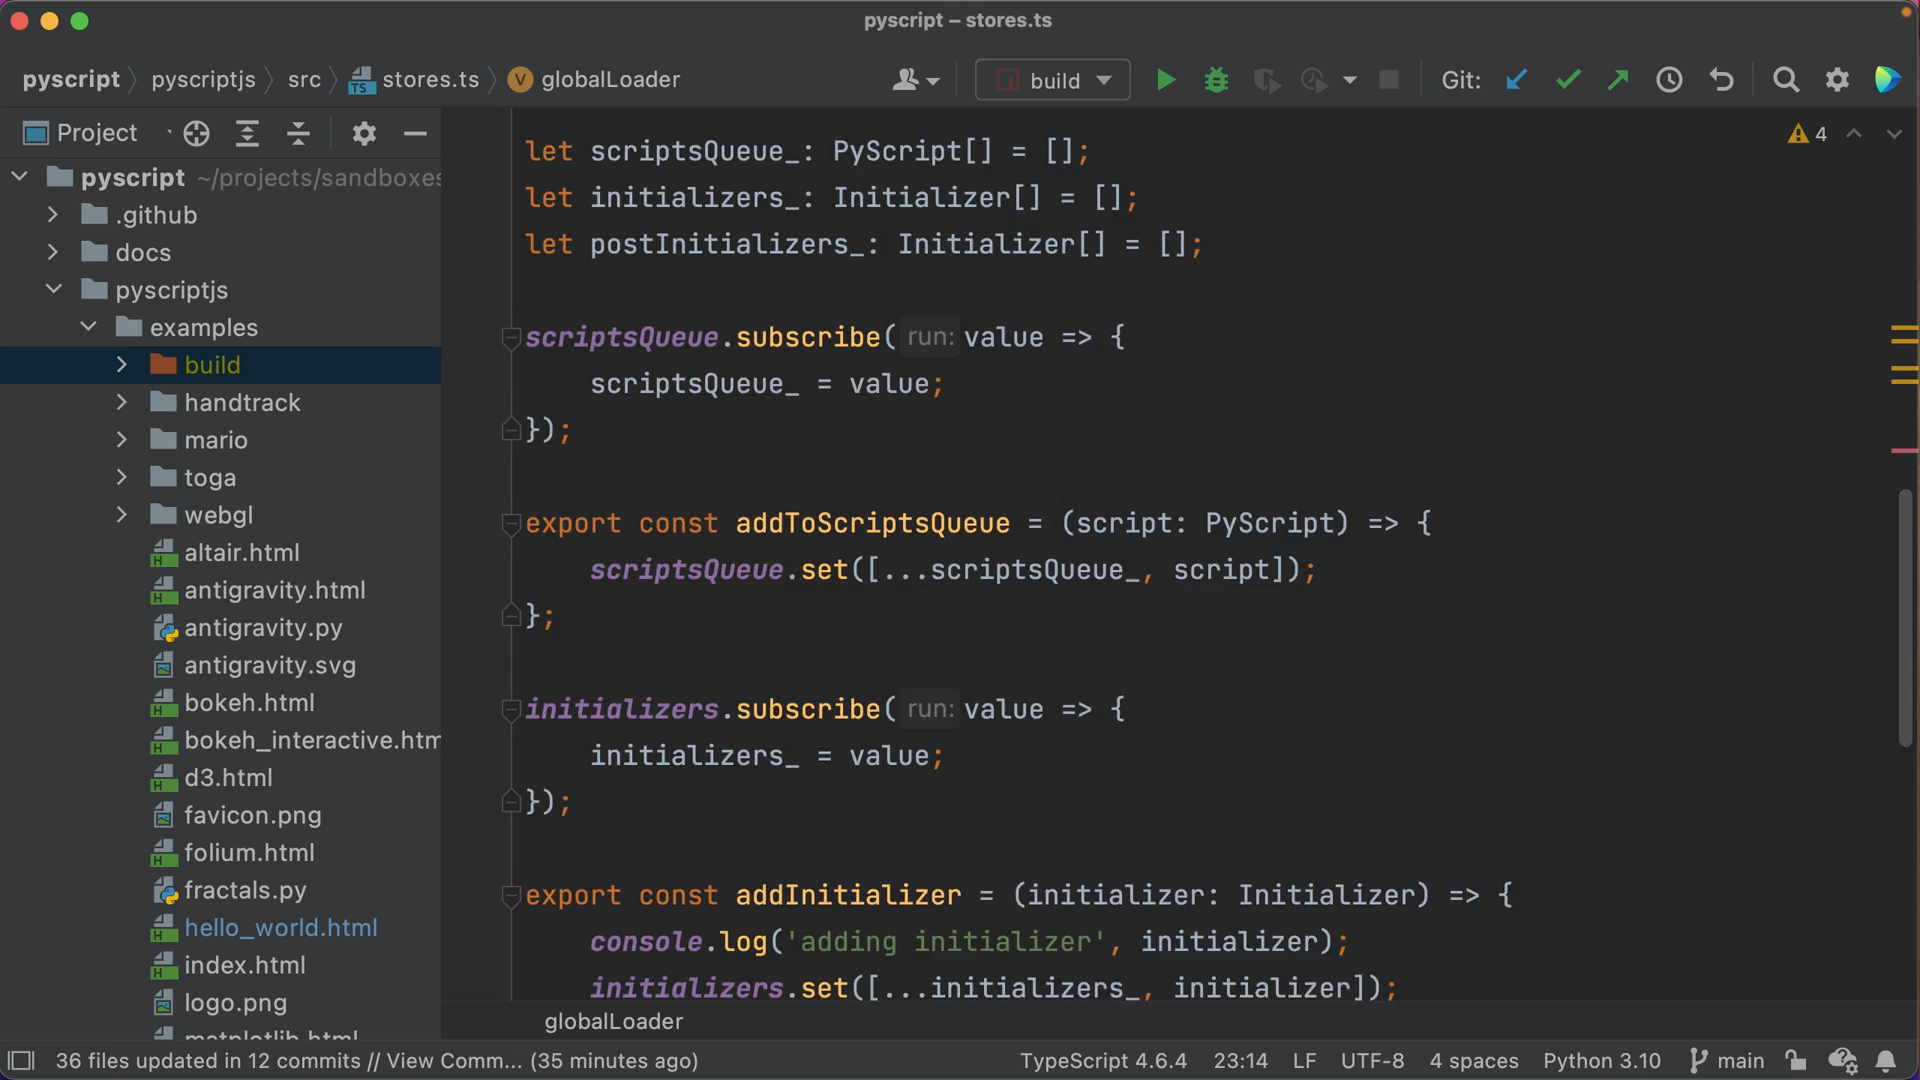 pyscript – stores.ts
pyscript pyscriptjs src stores.ts globalLoader build Git:
Project
pyscript ~/projects/sandboxes
.github
docs
pyscriptjs
examples
build
handtrack
mario
toga
webgl
altair.html
antigravity.html
antigravity.py
antigravity.svg
bokeh.html
bokeh_interactive.htm
d3.html
favicon.png
folium.html
fractals.py
hello_world.html
index.html
logo.png
matplotlib.html
4
let scriptsQueue_: PyScript[] = [];
let initializers_: Initializer[] = [];
let postInitializers_: Initializer[] = [];
scriptsQueue.subscribe( run: value => {
scriptsQueue_ = value;
});
export const addToScriptsQueue = (script: PyScript) => {
scriptsQueue.set([...scriptsQueue_, script]);
};
initializers.subscribe( run: value => {
initializers_ = value;
});
export const addInitializer = (initializer: Initializer) => {
console.log('adding initializer', initializer);
initializers.set([...initializers_, initializer]);
globalLoader
36 files updated in 12 commits // View Comm... (35 minutes ago) TypeScript 4.6.4 23:14 LF UTF-8 4 spaces Python 3.10 main